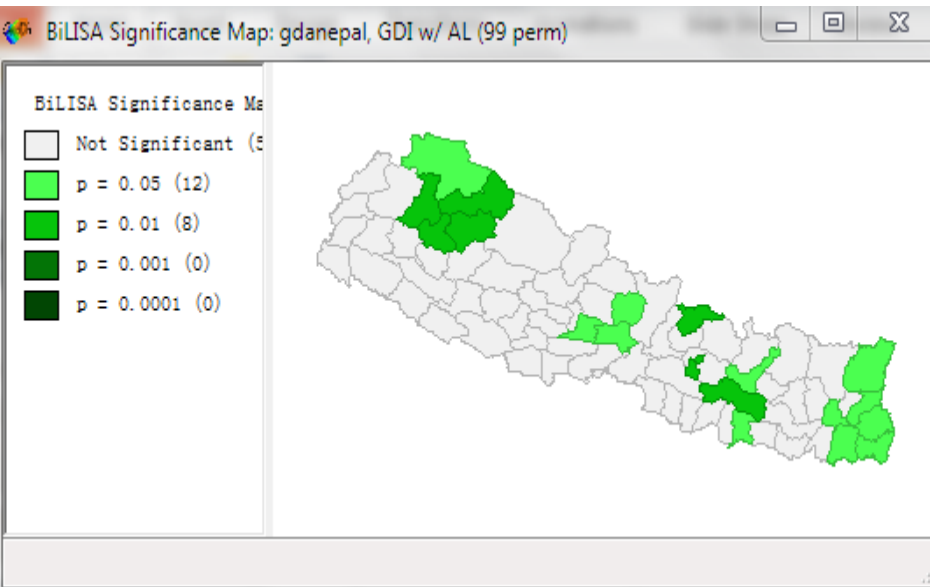 BiLISA Significance Map: gdanepal, GDI w/ AL (99 perm)
BiLISA Significance Ma
Not Significant (5
p = 0.05 (12)
p = 0.01 (8)
p = 0.001 (0)
p = 0.0001 (0)